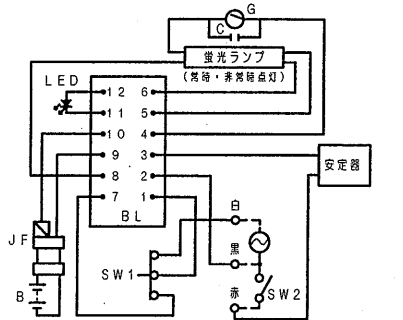 G
C
蛍光ランプ
(常時・非常時点灯)
LED
12 6
11 5
10 4
9 3
8 2
7 1
BL
安定器
JF
B
SW1
白
黒
赤
SW2